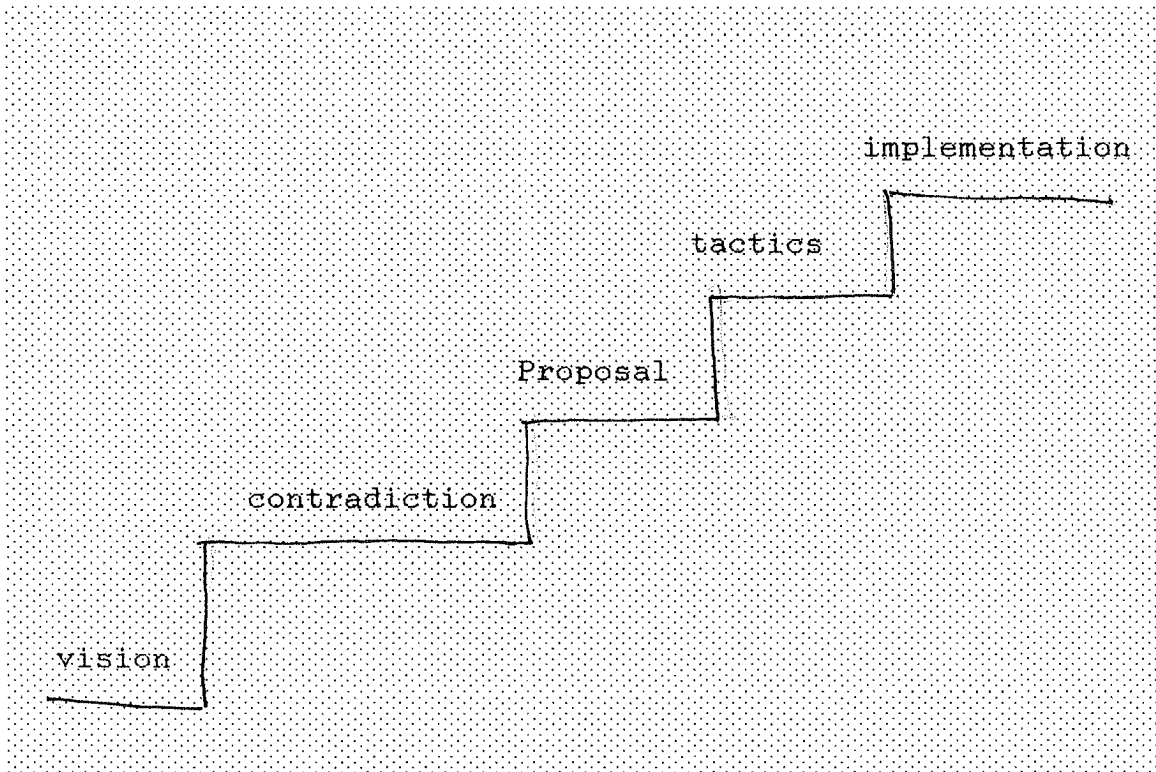 implementation
tactics
Proposal
contradiction
vision